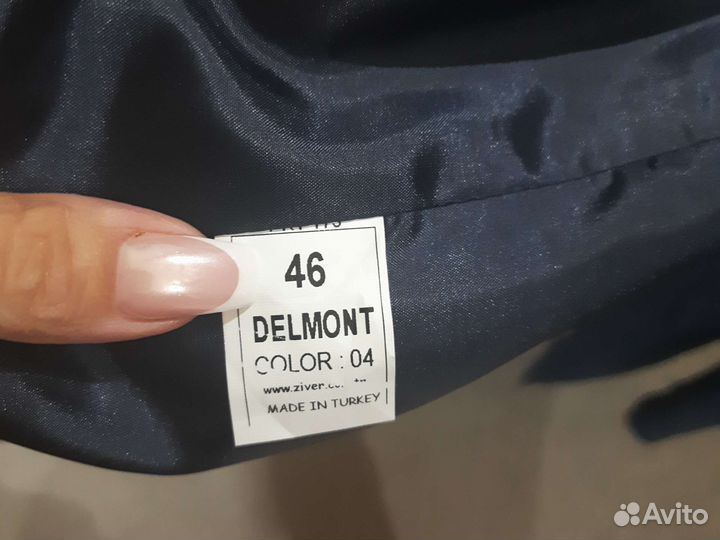 46
DELMONT
COLOR : 04
MADE IN TURKEY
Avito